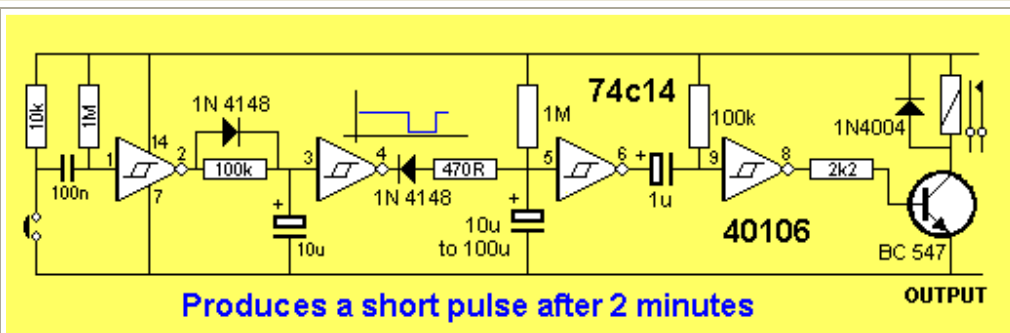 10k
1M
100n
1
14
2
7
1N 4148
100k
10u
+
3
4
1N 4148
470R
1M
+
10u
to 100u
74c14
5
6
+
1u
100k
9
8
40106
2k2
1N4004
BC 547
OUTPUT
Produces a short pulse after 2 minutes